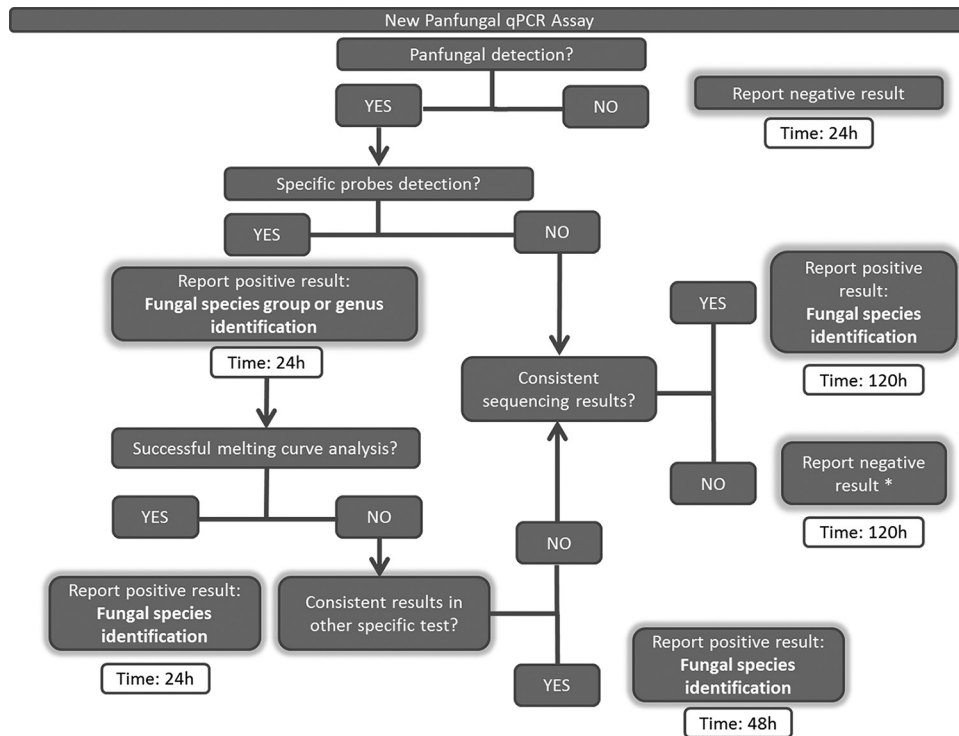 New Panfungal qPCR Assay
Panfungal detection?
YES
NO
Report negative result
Time: 24h
Specific probes detection?
YES
NO
Report positive result:
Fungal species group or genus
identification
Time: 24h
Report positive
result:
Fungal species
identification
Time: 120h
YES
Consistent
sequencing results?
Successful melting curve analysis?
NO
Report negative
result *
Time: 120h
YES
NO
NO
Report positive result:
Fungal species
identification
Time: 24h
Consistent results in
other specific test?
YES
Report positive result:
Fungal species
identification
Time: 48h